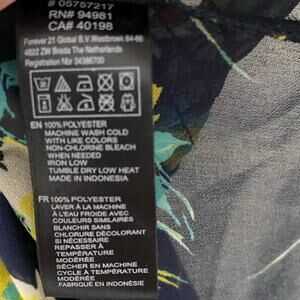 # 05757217
RN# 94981
CA# 40198
Forever 21 Global B.V. Westbroek 64-66
4822 ZW Breda The Netherlands
Registration Nbr 34386700
EN 100% POLYESTER
MACHINE WASH COLD
WITH LIKE COLORS
NON-CHLORINE BLEACH
WHEN NEEDED
IRON LOW
TUMBLE DRY LOW HEAT
MADE IN INDONESIA
FR 100% POLYESTER
LAVER À LA MACHINE
À L'EAU FROIDE AVEC
COULEURS SIMILAIRES
BLANCHIR SANS
CHLORURE DÉCOLORANT
SI NÉCESSAIRE
REPASSER À
TEMPÉRATURE
MODÉRÉE
SÉCHER EN MACHINE
CYCLE À TEMPÉRATURE
MODÉRÉE
FABRIQUÉ EN INDONÉSIE